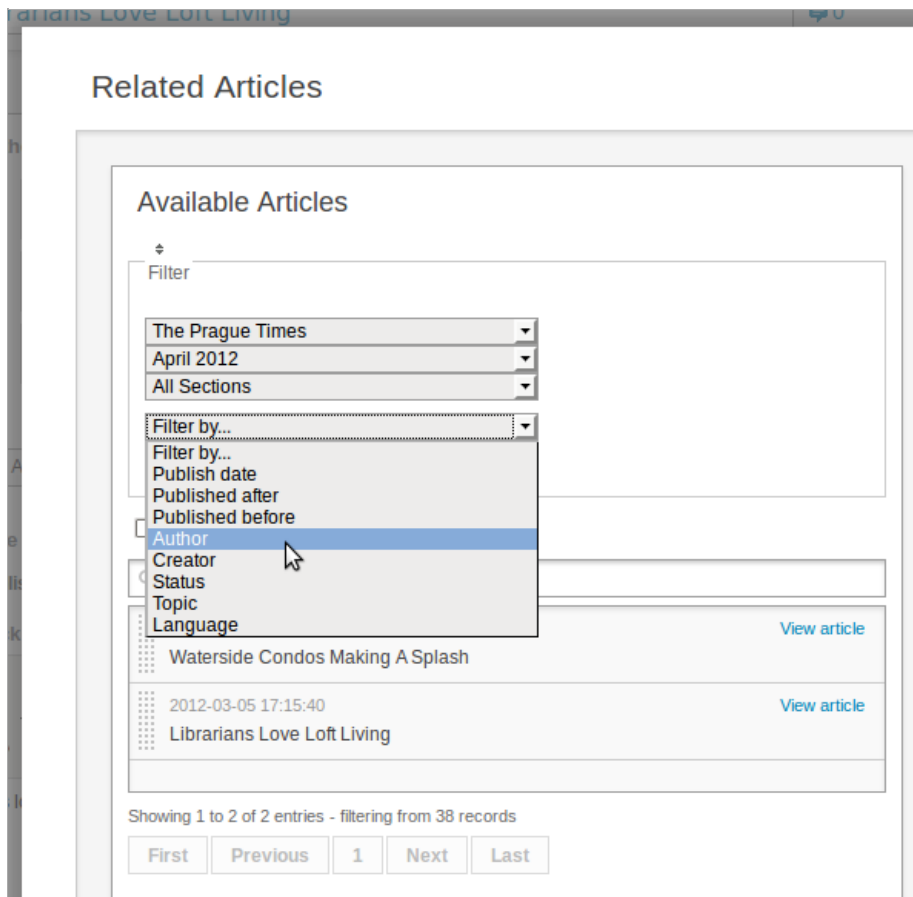 Librarians Love Loft Living
0
Related Articles
Available Articles
Filter
The Prague Times
April 2012
All Sections
Filter by...
Filter by...
Publish date
Published after
Published before
Author
Creator
Status
Topic
Language
View article
Waterside Condos Making A Splash
2012-03-05 17:15:40
View article
Librarians Love Loft Living
Showing 1 to 2 of 2 entries - filtering from 38 records
First Previous 1 Next Last